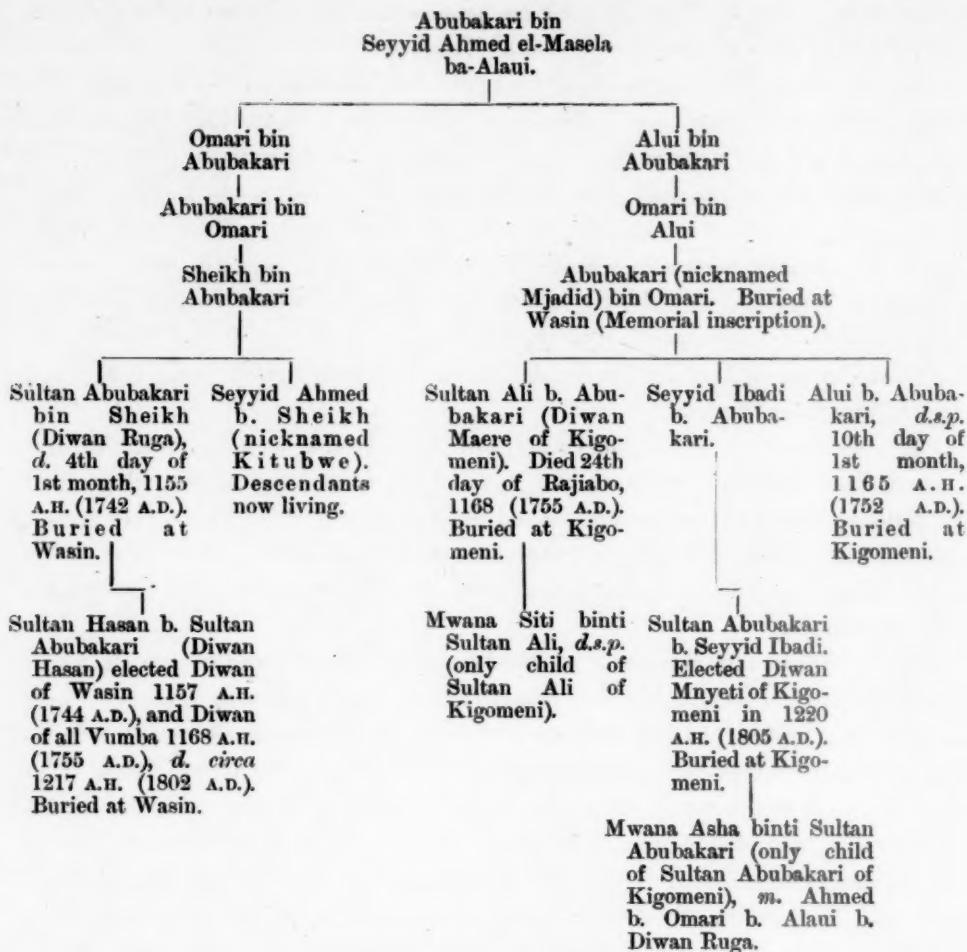 Abubakari bin
Seyyid Ahmed el-Masela
ba-Alaui.
Omari bin
Abubakari
Alui bin
Abubakari
Abubakari bin
Omari
Omari bin
Alui
Sheikh bin
Abubakari
Abubakari (nicknamed
Mjadid) bin Omari. Buried at
Wasin (Memorial inscription).
Sultan Abubakari
bin Sheikh
(Diwan Ruga),
d. 4th day of
1st month, 1155
A.H. (1742 A.D.).
Buried at
Wasin.
Seyyid Ahmed
b. Sheikh
(nicknamed
Kitubwe).
Descendants
now living.
Sultan Ali b. Abu-
bakari (Diwan
Maere of Kigo-
meni). Died 24th
day of Rajiabo,
1168 (1755 A.D.).
Buried at Kigo-
meni.
Seyyid Ibadi
b. Abuba-
kari.
Alui b. Abuba-
kari, d.s.p.
10th day of
1st month,
1165 A.H.
(1752 A.D.).
Buried at
Kigomeni.
Sultan Hasan b. Sultan
Abubakari (Diwan
Hasan) elected Diwan
of Wasin 1157 A.H.
(1744 A.D.), and Diwan
of all Vumba 1168 A.H.
(1755 A.D.), d. circa
1217 A.H. (1802 A.D.).
Buried at Wasin.
Mwana Siti binti
Sultan Ali, d.s.p.
(only child of
Sultan Ali of
Kigomeni).
Sultan Abubakari
b. Seyyid Ibadi.
Elected Diwan
Mnyeti of Kigo-
meni in 1220
A.H. (1805 A.D.).
Buried at Kigo-
meni.
Mwana Asha binti Sultan
Abubakari (only child
of Sultan Abubakari of
Kigomeni), m. Ahmed
b. Omari b. Alaui b.
Diwan Ruga.